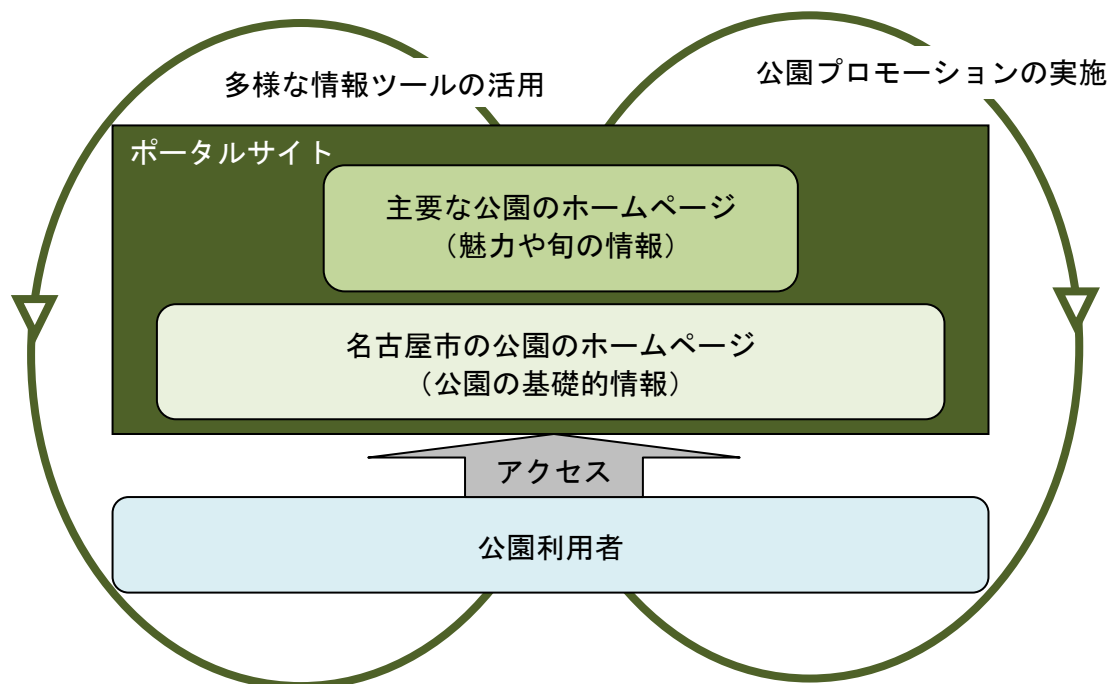 多様な情報ツールの活用
公園プロモーションの実施
ポータルサイト
主要な公園のホームページ
（魅力や旬の情報）
名古屋市の公園のホームページ
（公園の基礎的情報）
アクセス
公園利用者